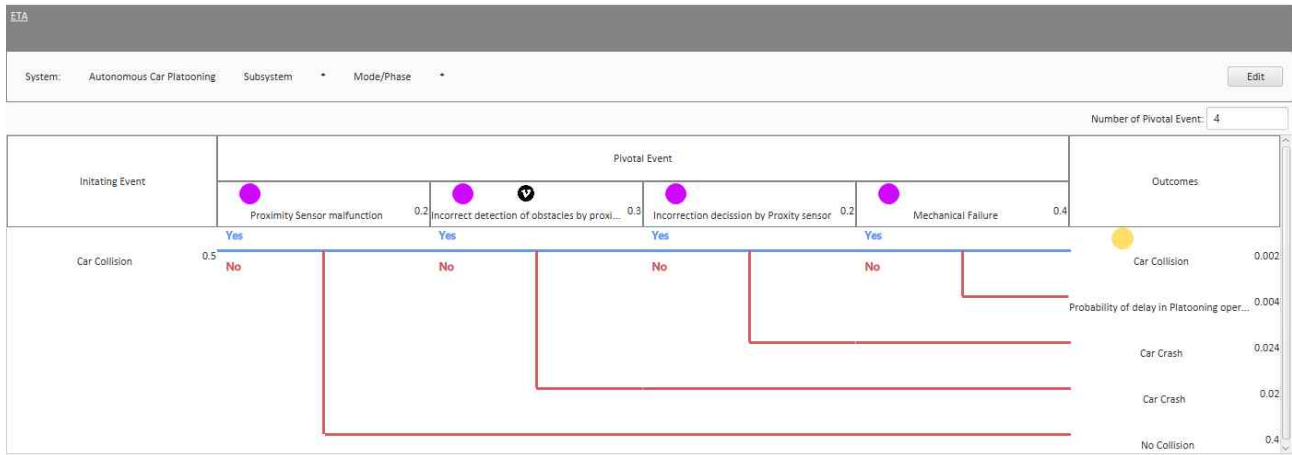 ETA
System: Autonomous Car Platooning Subsystem * Mode/Phase * Edit
Number of Pivotal Event: 4
Initating Event
Pivotal Event
Outcomes
Proximity Sensor malfunction 0.2
Incorrect detection of obstacles by proxi... 0.3
Incorrection decission by Proxity sensor 0.2
Mechanical Failure 0.4
Yes Yes Yes Yes
Car Collision 0.5
No No No No
Car Collision 0.002
Probability of delay in Platooning oper... 0.004
Car Crash 0.024
Car Crash 0.02
No Collision 0.4